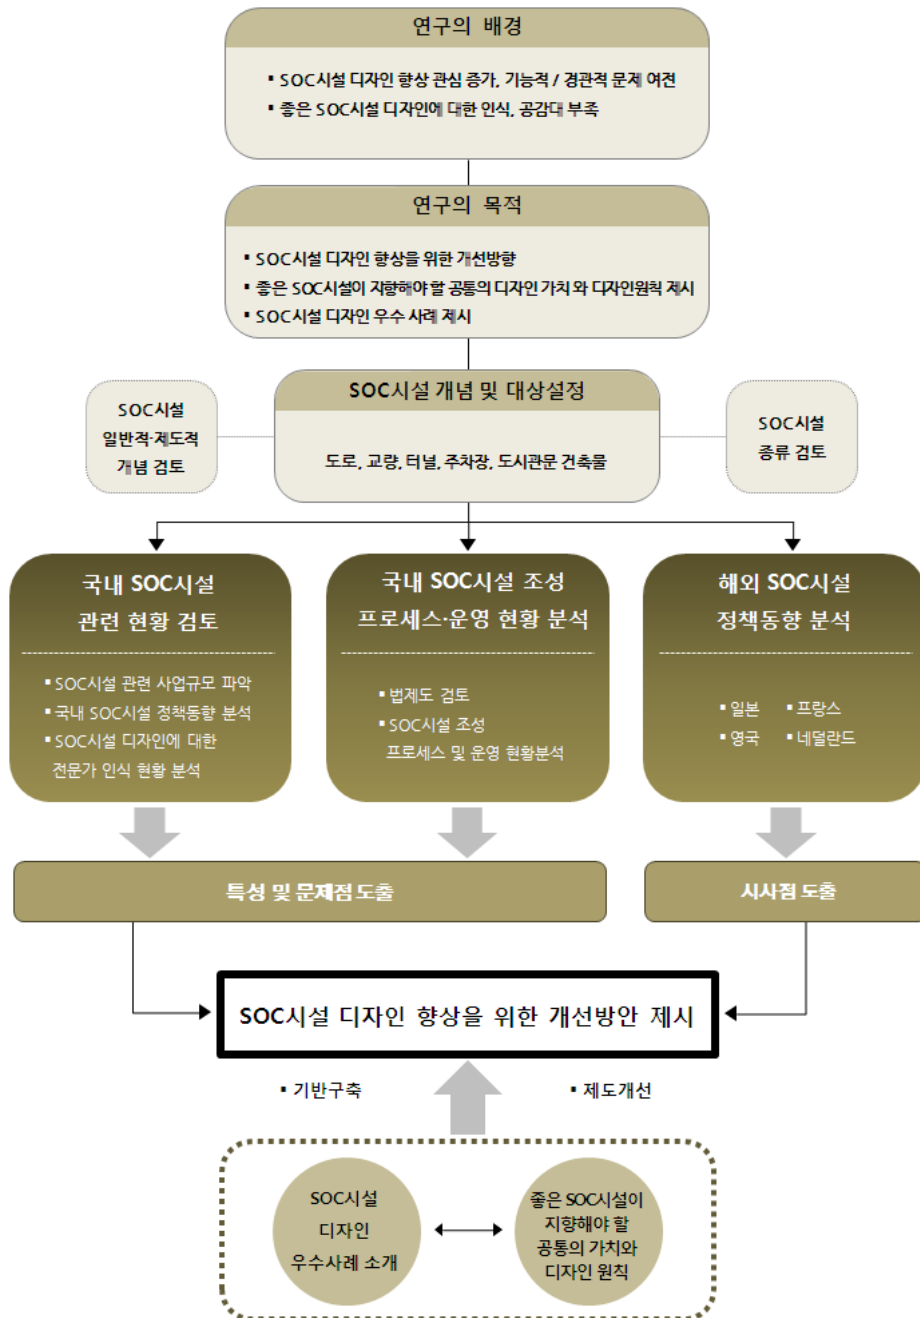 연구의 배경
▪ SOC시설 디자인 향상 관심 증가, 기능적 / 경관적 문제 여전
▪ 좋은 SOC시설 디자인에 대한 인식, 공감대 부족
연구의 목적
▪ SOC시설 디자인 향상을 위한 개선방향
▪ 좋은 SOC시설이 지향해야 할 공통의 디자인 가치 와 디자인원칙 제시
▪ SOC시설 디자인 우수 사례 제시
SOC시설
일반적·제도적
개념 검토
SOC시설 개념 및 대상설정
도로, 교량, 터널, 주차장, 도시관문 건축물
SOC시설
종류 검토
국내 SOC시설
관련 현황 검토
▪ SOC시설 관련 사업규모 파악
▪ 국내 SOC시설 정책동향 분석
▪ SOC시설 디자인에 대한
전문가 인식 현황 분석
국내 SOC시설 조성
프로세스·운영 현황 분석
▪ 법제도 검토
▪ SOC시설 조성
프로세스 및 운영 현황분석
해외 SOC시설
정책동향 분석
▪ 일본 ▪ 프랑스
▪ 영국 ▪ 네덜란드
특성 및 문제점 도출
시사점 도출
SOC시설 디자인 향상을 위한 개선방안 제시
▪ 기반구축
▪ 제도개선
SOC시설
디자인
우수사례 소개
좋은 SOC시설이
지향해야 할
공통의 가치와
디자인 원칙